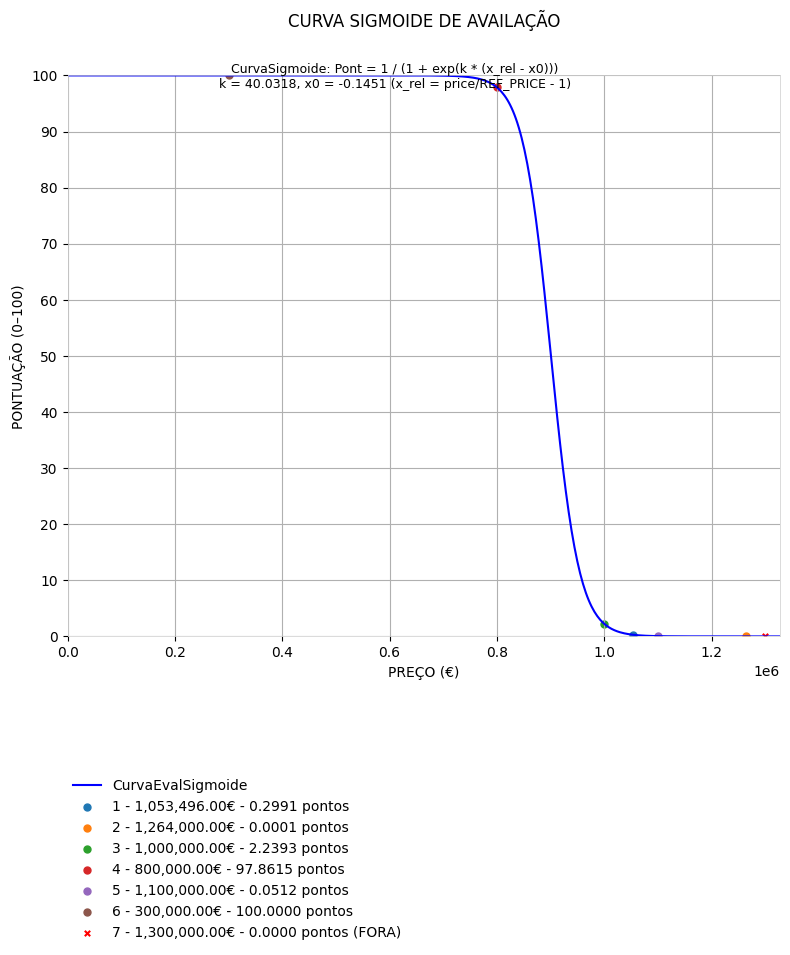 CURVA SIGMOIDE DE AVAILAÇÃO
CurvaSigmoide: Pont = 1 / (1 + exp(k * (x_rel - x0)))
k = 40.0318, x0 = -0.1451 (x_rel = price/REF_PRICE - 1)
100
90
80
70
60
50
40
30
20
10
0
PONTUAÇÃO (0–100)
0.0 0.2 0.4 0.6 0.8 1.0 1.2
1e6
PREÇO (€)
CurvaEvalSigmoide
1 - 1,053,496.00€ - 0.2991 pontos
2 - 1,264,000.00€ - 0.0001 pontos
3 - 1,000,000.00€ - 2.2393 pontos
4 - 800,000.00€ - 97.8615 pontos
5 - 1,100,000.00€ - 0.0512 pontos
6 - 300,000.00€ - 100.0000 pontos
7 - 1,300,000.00€ - 0.0000 pontos (FORA)